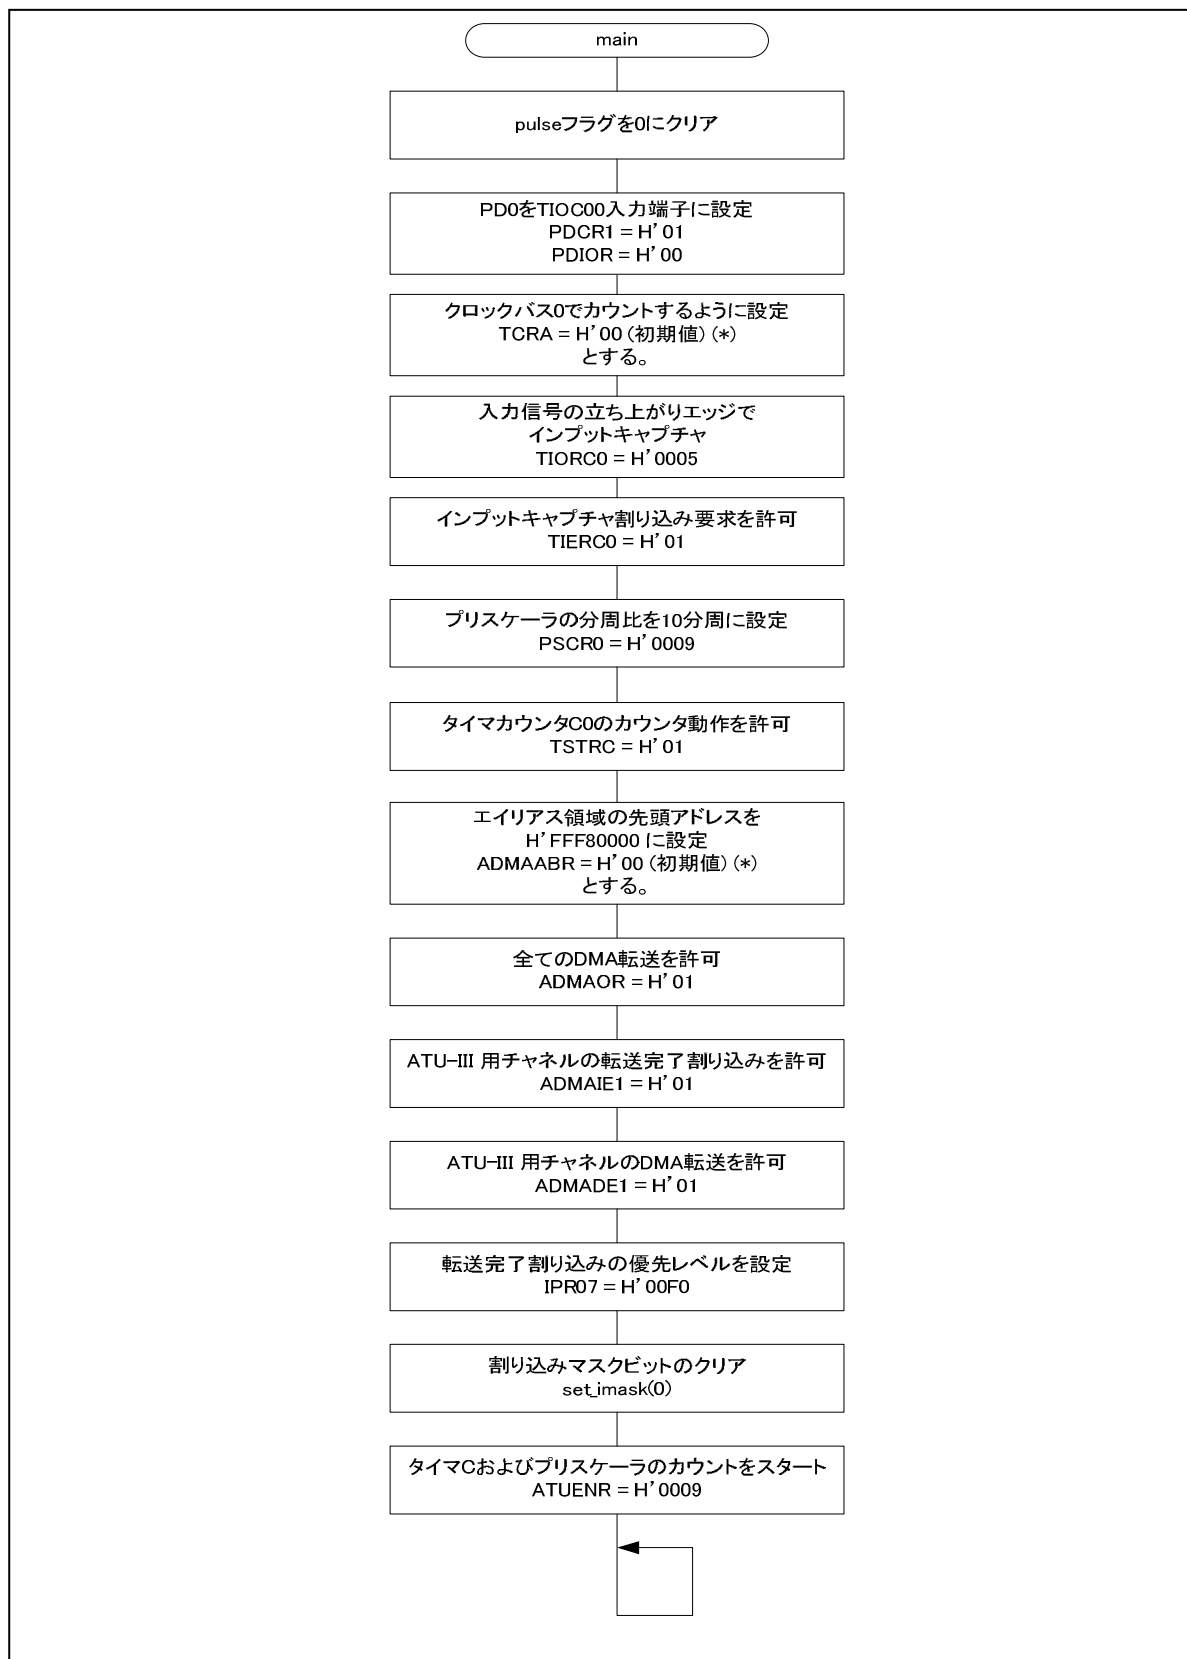 main
pulseフラグを0にクリア
PD0をTIOC00入力端子に設定
PDCR1 = H’01
PDIOR = H’00
クロックバス0でカウントするように設定
TCRA = H’00 (初期値) (*)
とする。
入力信号の立ち上がりエッジで
インプットキャプチャ
TIORC0 = H’0005
インプットキャプチャ割り込み要求を許可
TIERC0 = H’01
プリスケーラの分周比を10分周に設定
PSCR0 = H’0009
タイマカウンタC0のカウンタ動作を許可
TSTRC = H’01
エイリアス領域の先頭アドレスを
H’FFF80000 に設定
ADMAABR = H’00 (初期値) (*)
とする。
全てのDMA転送を許可
ADMAOR = H’01
ATU-III 用チャネルの転送完了割り込みを許可
ADMAIE1 = H’01
ATU-III 用チャネルのDMA転送を許可
ADMADE1 = H’01
転送完了割り込みの優先レベルを設定
IPR07 = H’00F0
割り込みマスクビットのクリア
set_imask(0)
タイマCおよびプリスケーラのカウントをスタート
ATUENR = H’0009